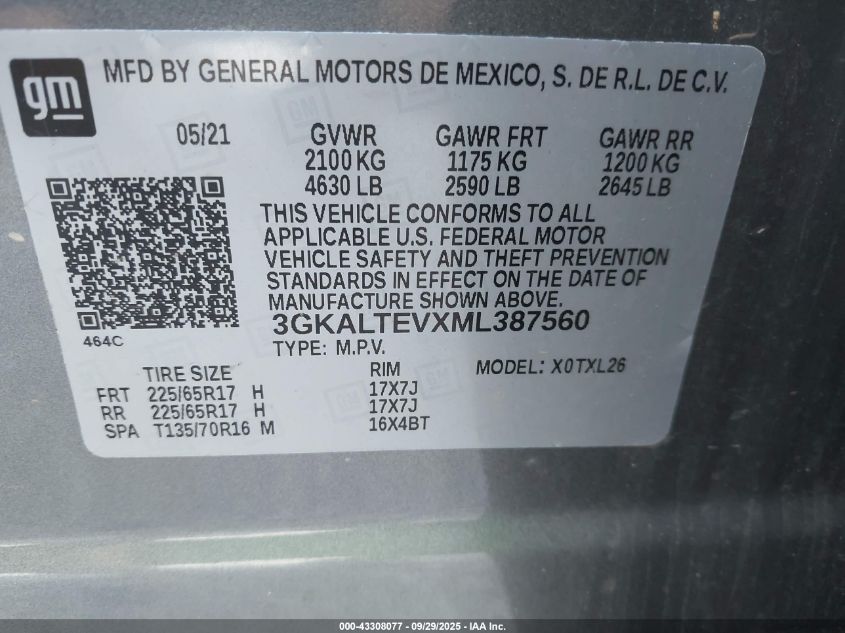 gm
MFD BY GENERAL MOTORS DE MEXICO, S. DE R.L. DE C.V.
05/21 GVWR GAWR FRT GAWR RR
2100 KG 1175 KG 1200 KG
4630 LB 2590 LB 2645 LB
THIS VEHICLE CONFORMS TO ALL
APPLICABLE U.S. FEDERAL MOTOR
VEHICLE SAFETY AND THEFT PREVENTION
STANDARDS IN EFFECT ON THE DATE OF
MANUFACTURE SHOWN ABOVE.
3GKALTEVXML387560
464C
TYPE: M.P.V.
TIRE SIZE RIM MODEL: X0TXL26
FRT 225/65R17 H 17X7J
RR 225/65R17 H 17X7J
SPA T135/70R16 M 16X4BT
000-43308077 - 09/29/2025 - IAA Inc.